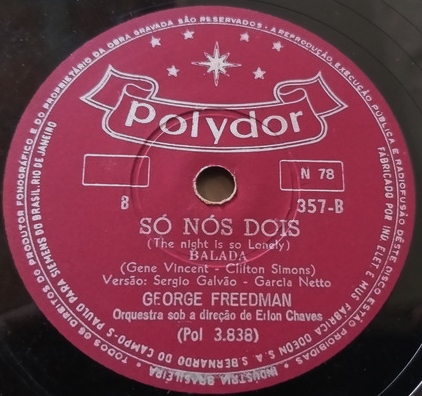 Polydor
N 78
8
357-B
SÓ NÓS DOIS
(The night is so Lonely)
BALADA
(Gene Vincent - Clifton Simons)
Versão: Sergio Galvão - Garcia Netto
GEORGE FREEDMAN
Orquestra sob a direção de Erlon Chaves
(Pol 3.838)
TODOS OS DIREITOS DO PRODUTOR FONOGRÁFICO E DO PROPRIETÁRIO DA OBRA GRAVADA SÃO RESERVADOS, A REPRODUÇÃO, EXECUÇÃO PUBLICA E RADIOFUSÃO DÊSTE DISCO ESTÃO PROIBIDAS
FABRICADO POR IND ELET E MUS FABRICA ODEON S.A. S. BERNARDO DO CAMPO-S PAULO PARA SIEMENS DO BRASIL RIO DE JANEIRO
INDÚSTRIA BRASILEIRA